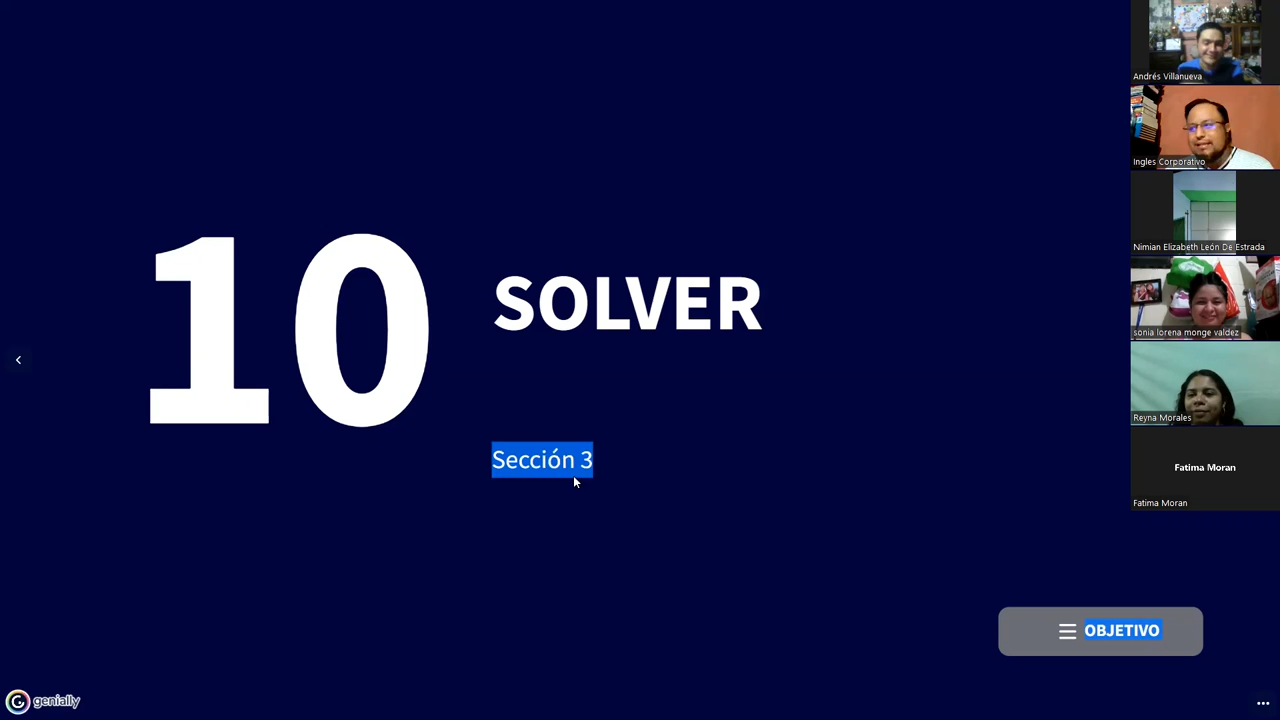 10
SOLVER
Sección 3
OBJETIVO
genially
Andrés Villanueva
Ingles Corporativo
Nimian Elizabeth León De Estrada
sonia lorena monge valdez
Reyna Morales
Fatima Moran
Fatima Moran